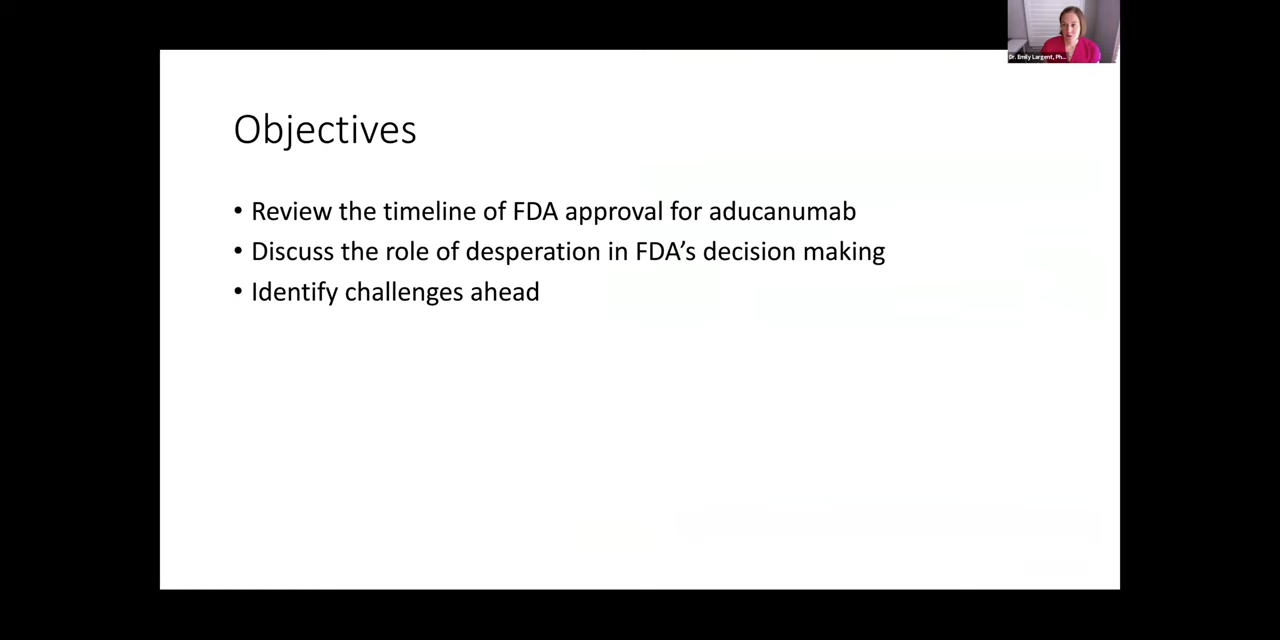 Dr. Emily Largent, Ph...
Objectives
• Review the timeline of FDA approval for aducanumab
• Discuss the role of desperation in FDA’s decision making
• Identify challenges ahead